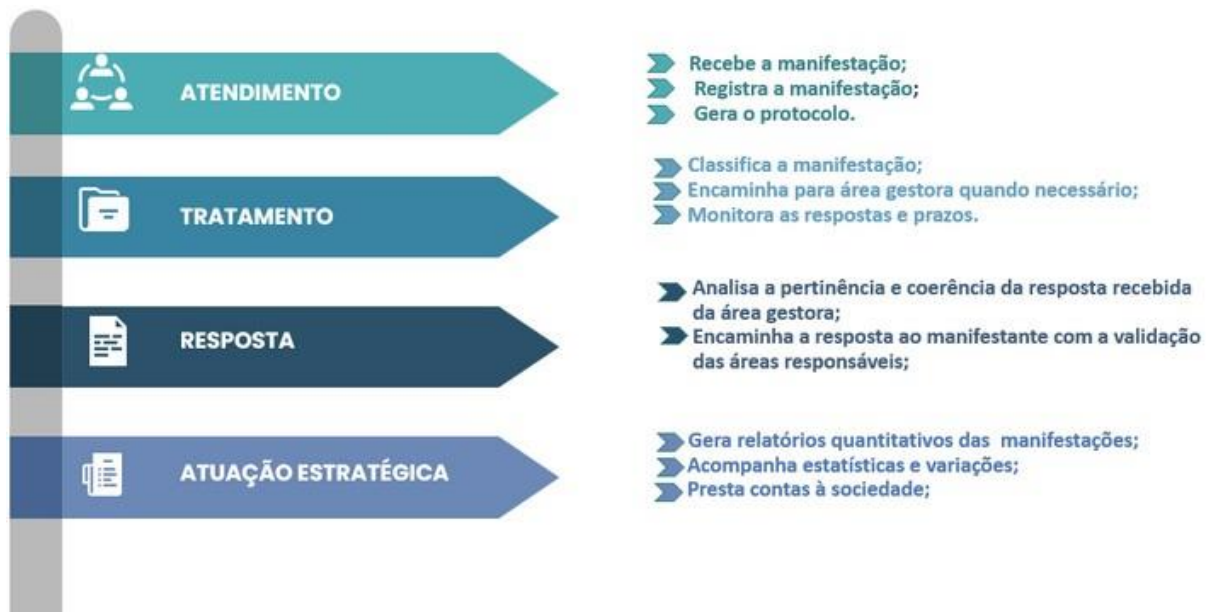 ATENDIMENTO
Recebe a manifestação;
Registra a manifestação;
Gera o protocolo.
TRATAMENTO
Classifica a manifestação;
Encaminha para área gestora quando necessário;
Monitora as respostas e prazos.
RESPOSTA
Analisa a pertinência e coerência da resposta recebida
da área gestora;
Encaminha a resposta ao manifestante com a validação
das áreas responsáveis;
ATUAÇÃO ESTRATÉGICA
Gera relatórios quantitativos das manifestações;
Acompanha estatísticas e variações;
Presta contas à sociedade;